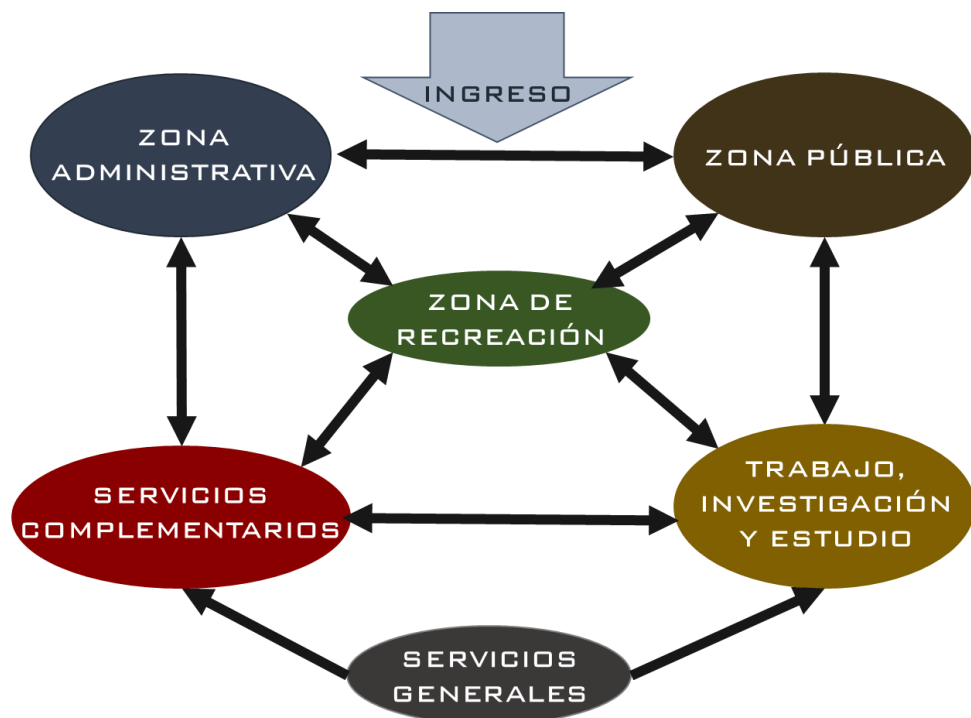 INGRESO
ZONA
ADMINISTRATIVA
ZONA PÚBLICA
ZONA DE
RECREACIÓN
SERVICIOS
COMPLEMENTARIOS
TRABAJO,
INVESTIGACIÓN
Y ESTUDIO
SERVICIOS
GENERALES